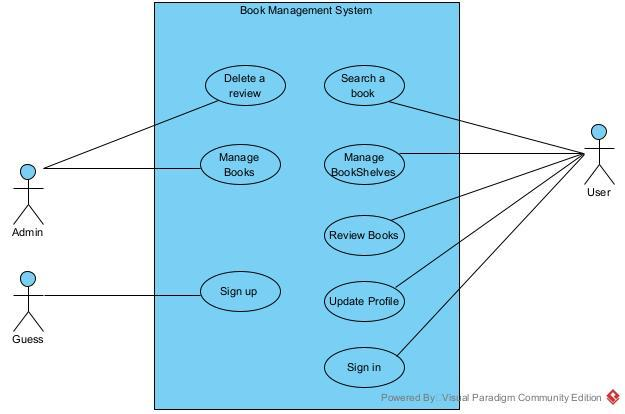 Book Management System
Delete a
review
Search a
book
Manage
Books
Manage
BookShelves
Admin
User
Review Books
Sign up
Update Profile
Guess
Sign in
Powered By: Visual Paradigm Community Edition